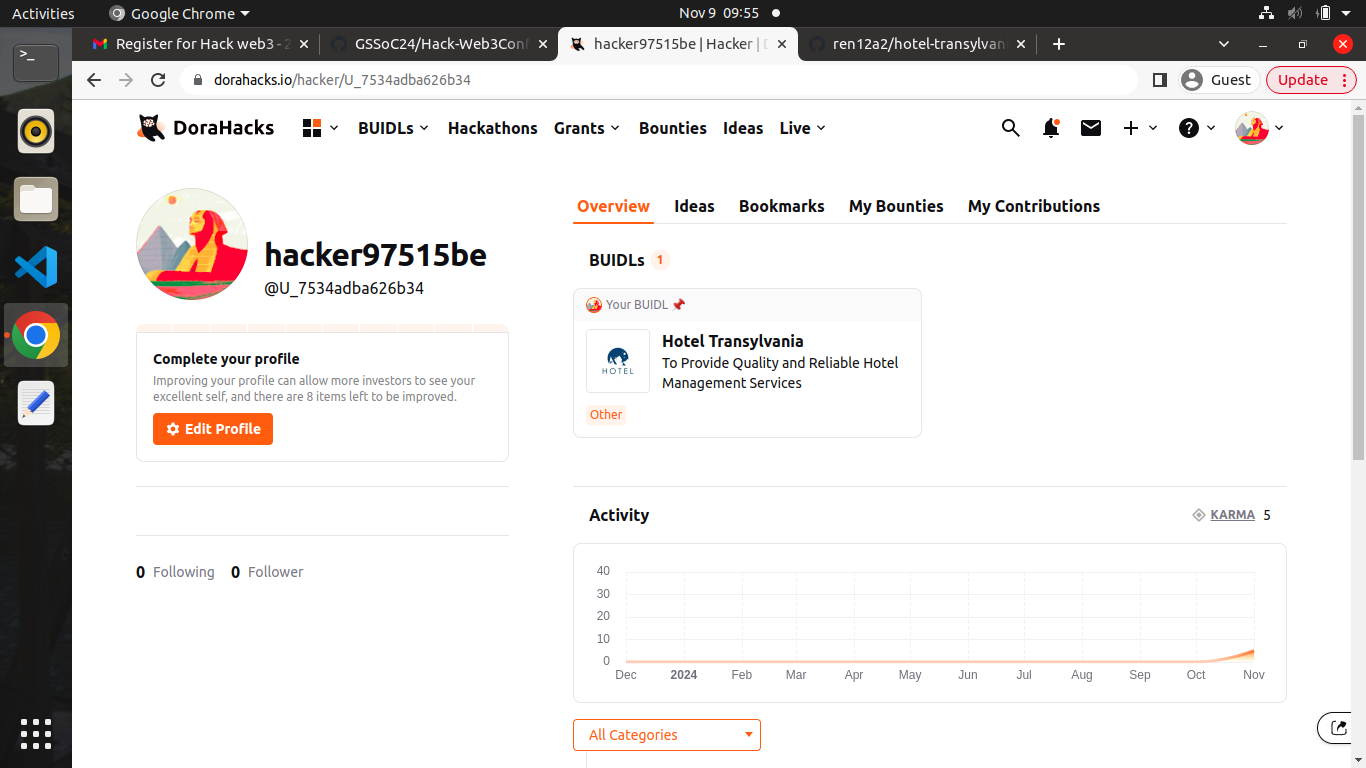 Activities
Google Chrome
Nov 9 09:55
Register for Hack web3 - 2
GSSoC24/Hack-Web3Conf
hacker97515be | Hacker | D
ren12a2/hotel-transylvan
dorahacks.io/hacker/U_7534adba626b34
Guest
Update
DoraHacks
BUIDLs
Hackathons
Grants
Bounties
Ideas
Live
hacker97515be
@U_7534adba626b34
Complete your profile
Improving your profile can allow more investors to see your
excellent self, and there are 8 items left to be improved.
Edit Profile
0 Following 0 Follower
Overview Ideas Bookmarks My Bounties My Contributions
BUIDLs 1
Your BUIDL
HOTEL
Hotel Transylvania
To Provide Quality and Reliable Hotel
Management Services
Other
Activity
KARMA 5
40
30
20
10
0
Dec 2024 Feb Mar Apr May Jun Jul Aug Sep Oct Nov
All Categories